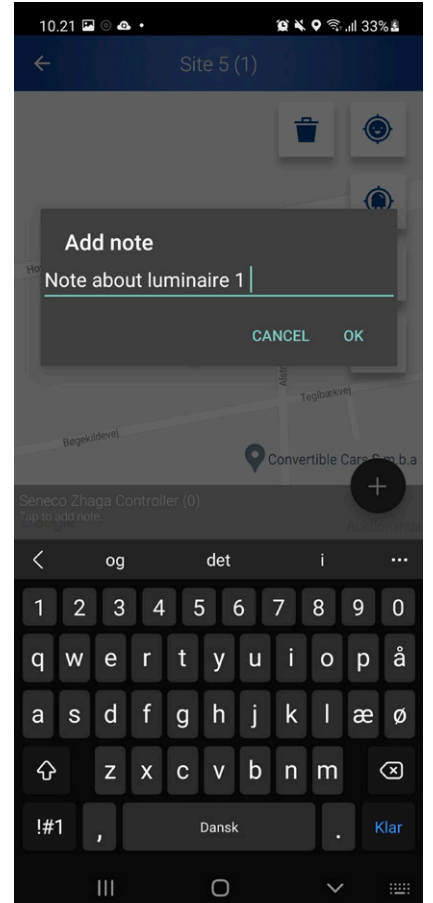 10.21
33%
Site 5 (1)
Add note
Note about luminaire 1
CANCEL OK
Teglbækvej
Bøgekildevej
Convertible Cars S.m.b.a
Seneco Zhaga Controller (0)
Tap to add note.
og det i
1 2 3 4 5 6 7 8 9 0
q w e r t y u i o p å
a s d f g h j k l æ ø
z x c v b n m
!#1 , Dansk . Klar